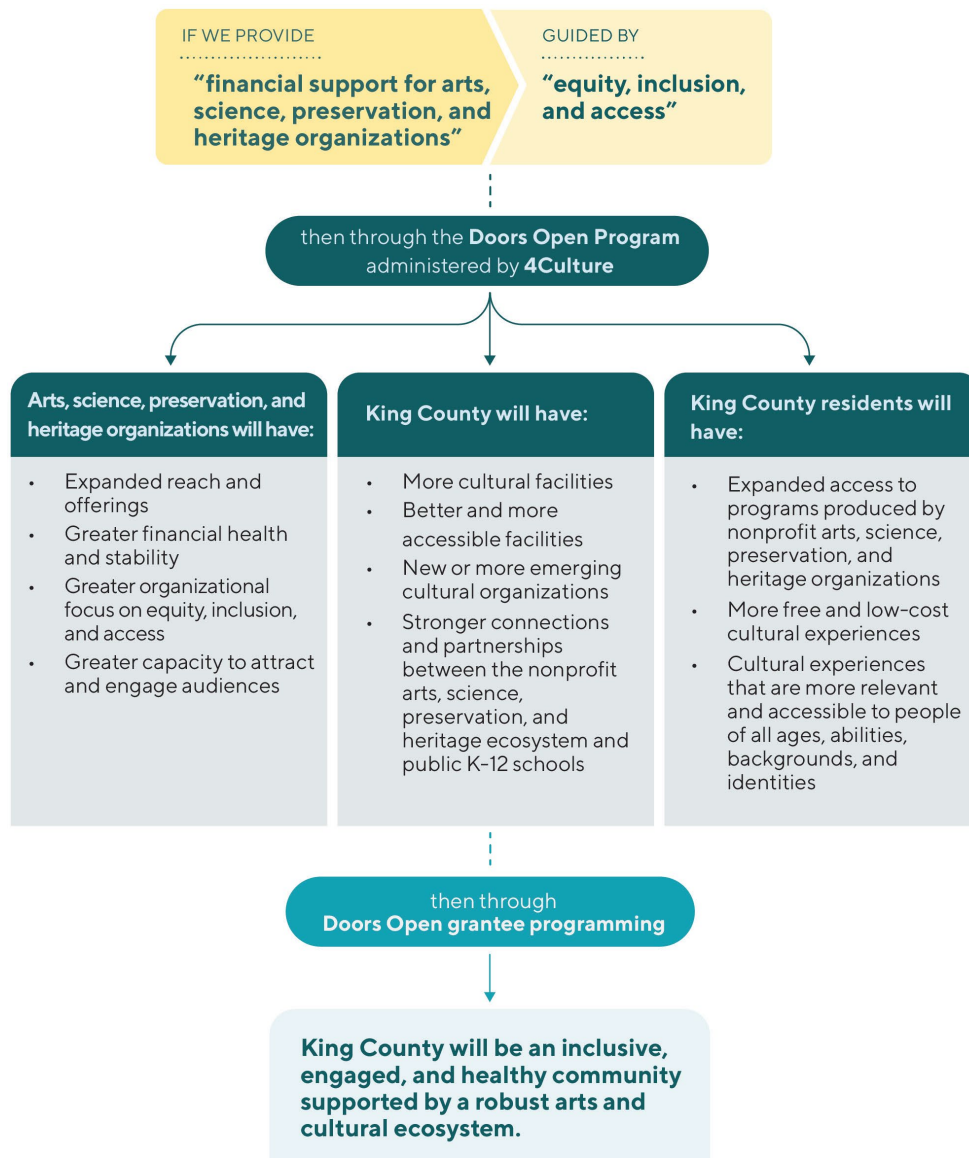 IF WE PROVIDE
“financial support for arts,
science, preservation, and
heritage organizations”
GUIDED BY
“equity, inclusion,
and access”
then through the Doors Open Program
administered by 4Culture
Arts, science, preservation, and
heritage organizations will have:
• Expanded reach and
offerings
• Greater financial health
and stability
• Greater organizational
focus on equity, inclusion,
and access
• Greater capacity to attract
and engage audiences
King County will have:
• More cultural facilities
• Better and more
accessible facilities
• New or more emerging
cultural organizations
• Stronger connections
and partnerships
between the nonprofit
arts, science,
preservation, and
heritage ecosystem and
public K-12 schools
King County residents will
have:
• Expanded access to
programs produced by
nonprofit arts, science,
preservation, and
heritage organizations
• More free and low-cost
cultural experiences
• Cultural experiences
that are more relevant
and accessible to people
of all ages, abilities,
backgrounds, and
identities
then through
Doors Open grantee programming
King County will be an inclusive,
engaged, and healthy community
supported by a robust arts and
cultural ecosystem.